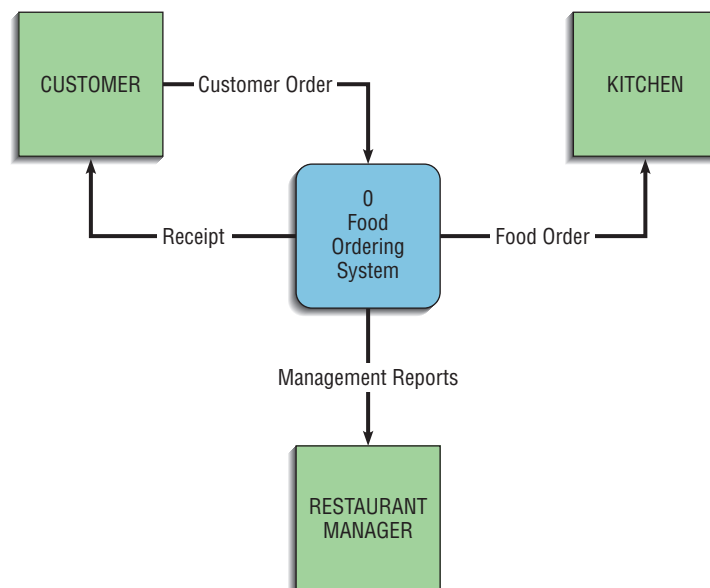 CUSTOMER
Customer Order
KITCHEN
0
Food
Ordering
System
Receipt
Food Order
Management Reports
RESTAURANT
MANAGER